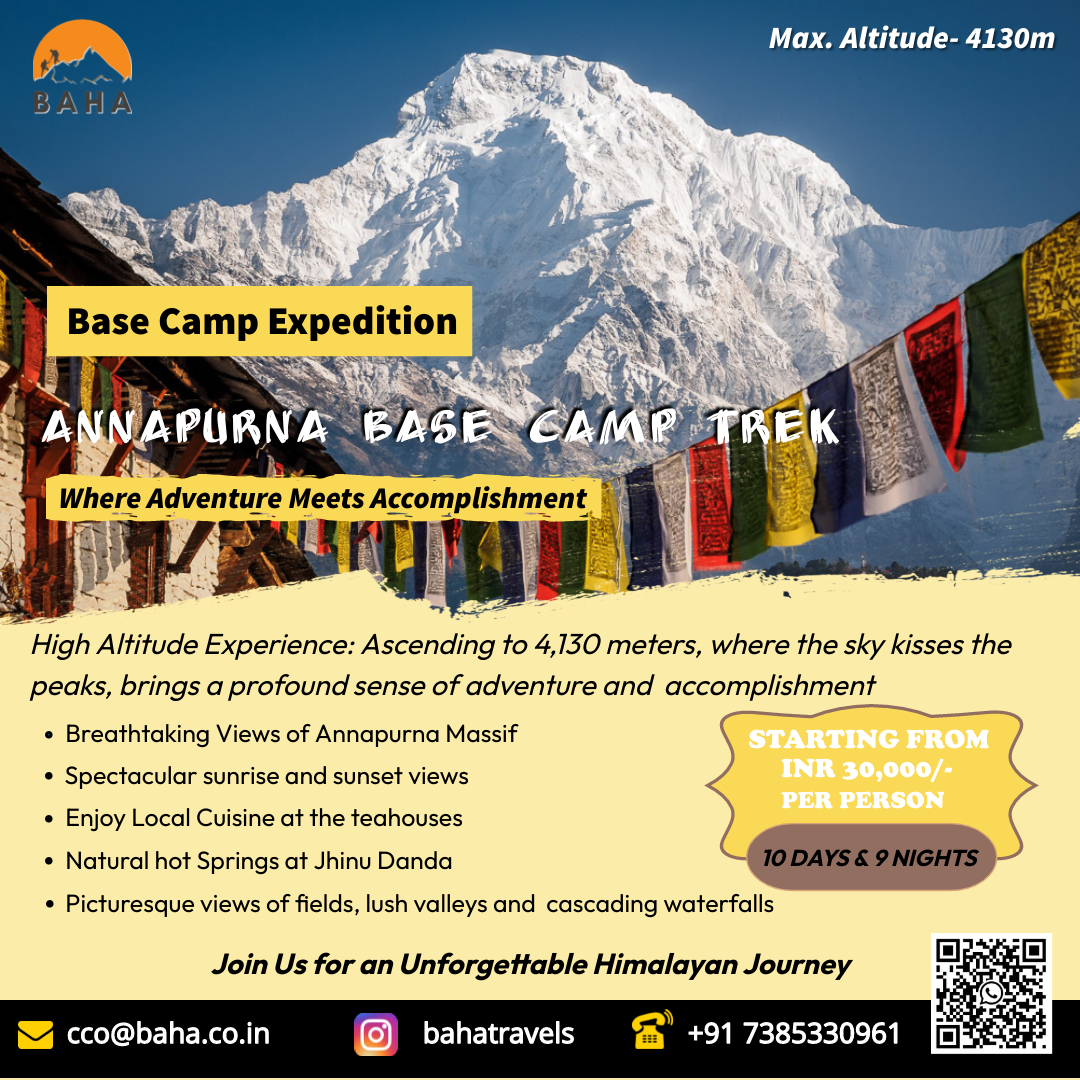 BAHA
Max. Altitude- 4130m
Base Camp Expedition
ANNAPURNA BASE CAMP TREK
Where Adventure Meets Accomplishment
High Altitude Experience: Ascending to 4,130 meters, where the sky kisses the
peaks, brings a profound sense of adventure and accomplishment
• Breathtaking Views of Annapurna Massif
• Spectacular sunrise and sunset views
• Enjoy Local Cuisine at the teahouses
• Natural hot Springs at Jhinu Danda
• Picturesque views of fields, lush valleys and cascading waterfalls
STARTING FROM
INR 30,000/-
PER PERSON
10 DAYS & 9 NIGHTS
Join Us for an Unforgettable Himalayan Journey
cco@baha.co.in
bahatravels
+91 7385330961